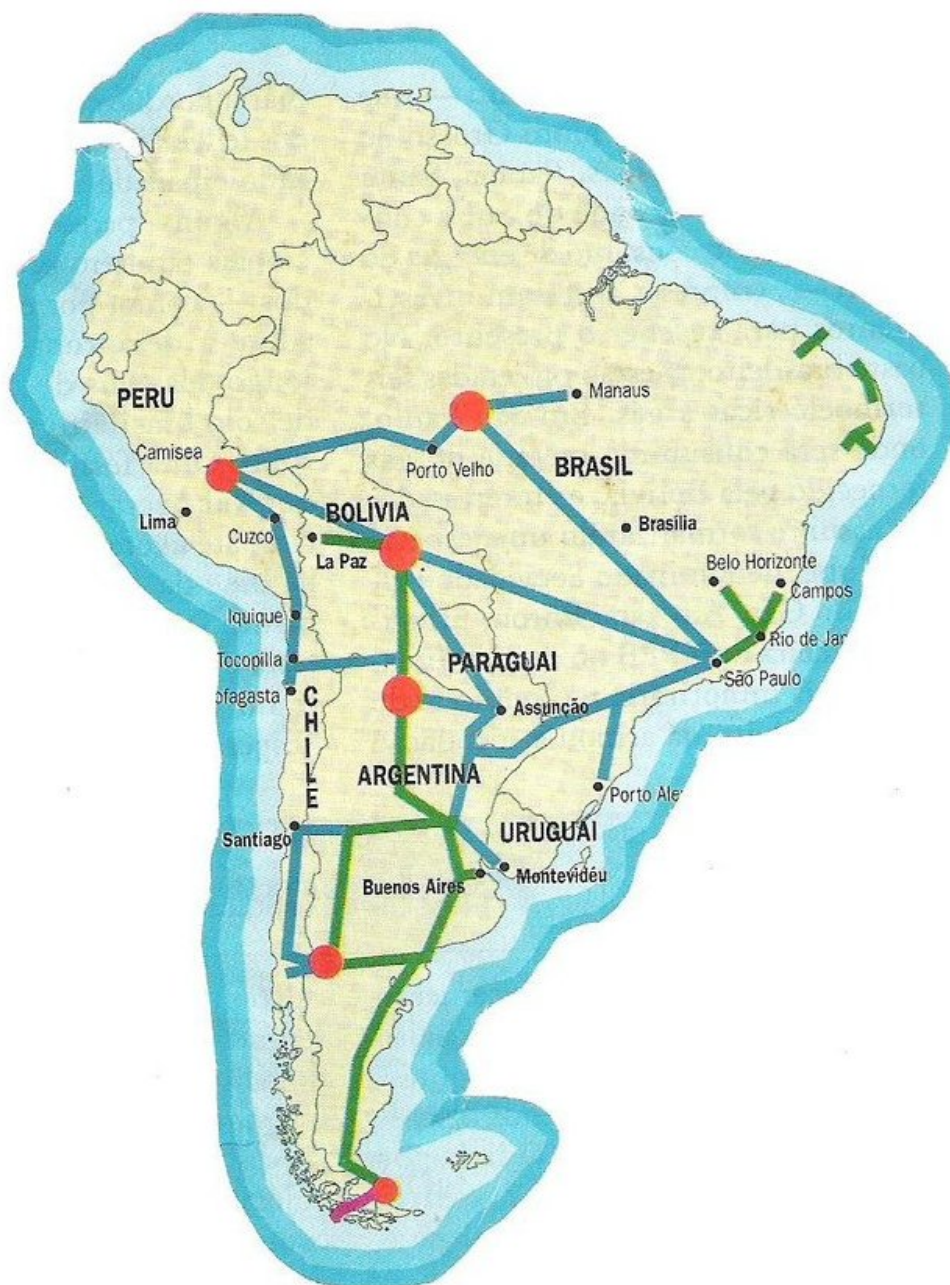 Manaus
PERU
Camisea
Porto Velho
BRASIL
BOLÍVIA
Lima
Brasília
Cuzco
La Paz
Belo Horizonte
Campos
Iquique
Rio de Jar
Tocopilla
PARAGUAI
São Paulo
ofagasta
CHILE
Assunção
ARGENTINA
Porto Ale
URUGUAI
Santiago
Buenos Aires
Montevidéu